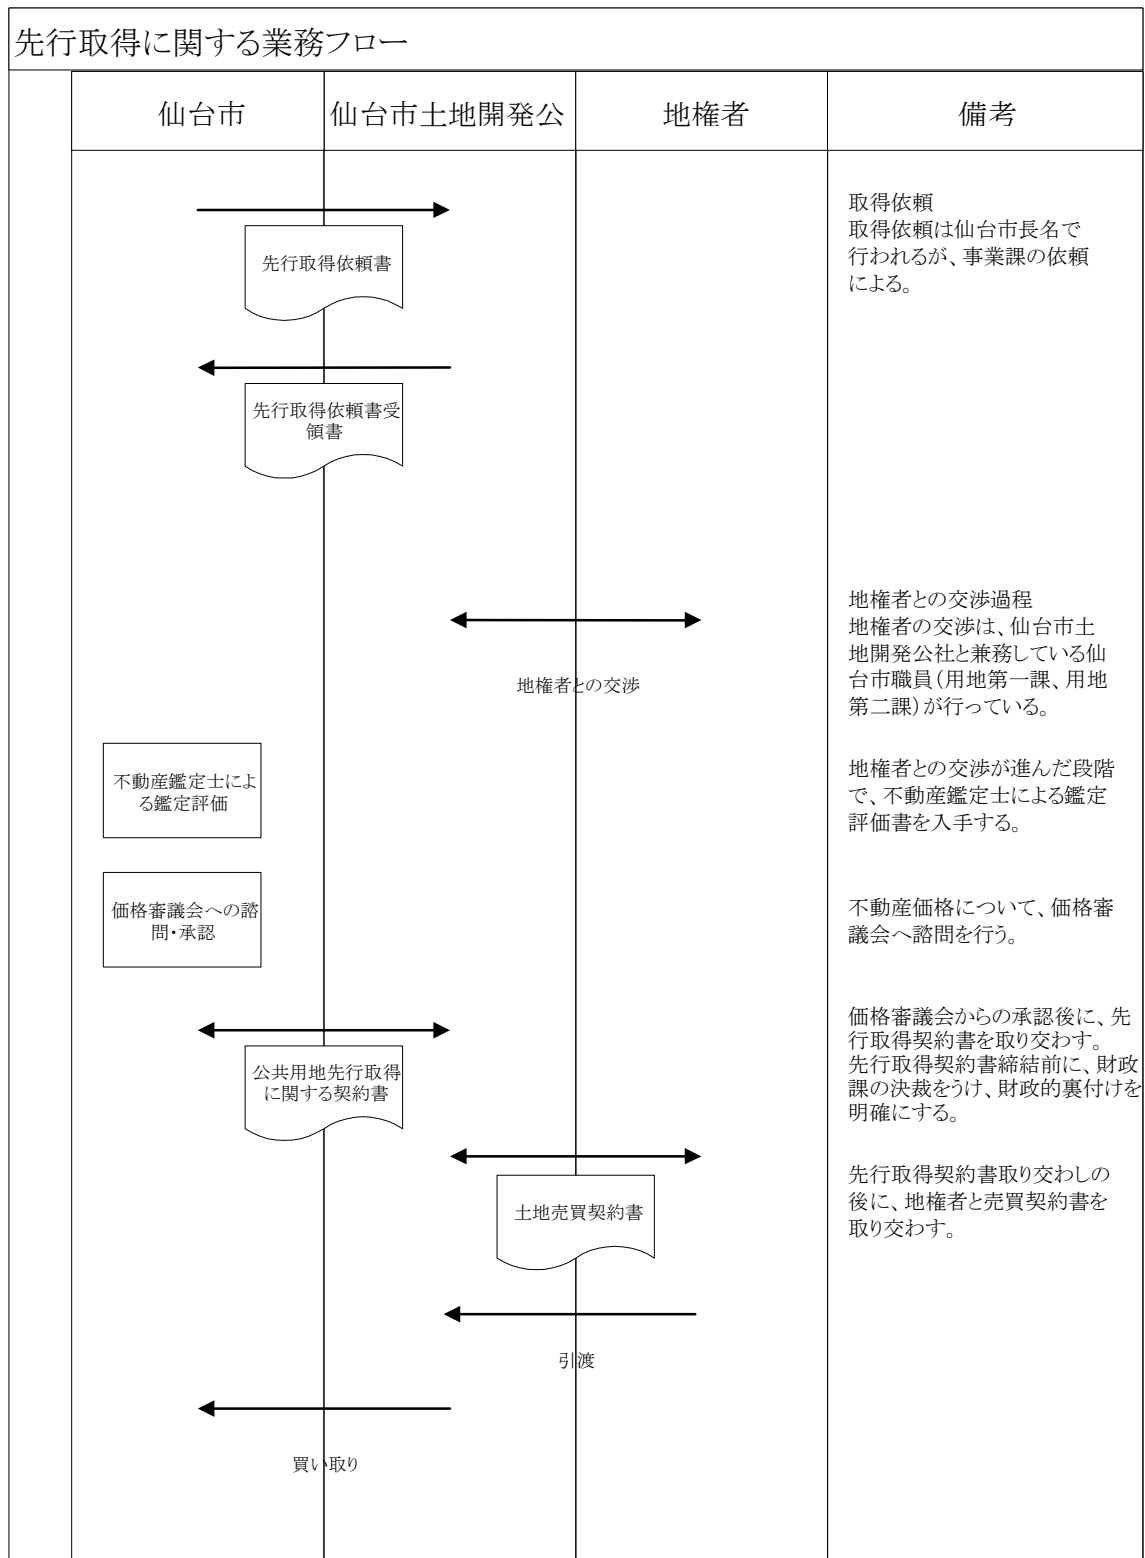 先行取得に関する業務フロー
仙台市
仙台市土地開発公
地権者
備考
取得依頼
取得依頼は仙台市長名で
行われるが、事業課の依頼
による。
先行取得依頼書
先行取得依頼書受
領書
地権者との交渉過程
地権者の交渉は、仙台市土
地開発公社と兼務している仙
台市職員(用地第一課、用地
第二課)が行っている。
地権者との交渉
不動産鑑定士によ
る鑑定評価
地権者との交渉が進んだ段階
で、不動産鑑定士による鑑定
評価書を入手する。
価格審議会への諮
問・承認
不動産価格について、価格審
議会へ諮問を行う。
価格審議会からの承認後に、先
行取得契約書を取り交わす。
先行取得契約書締結前に、財政
課の決裁をうけ、財政的裏付けを
明確にする。
公共用地先行取得
に関する契約書
先行取得契約書取り交わしの
後に、地権者と売買契約書を
取り交わす。
土地売買契約書
引渡
買い取り